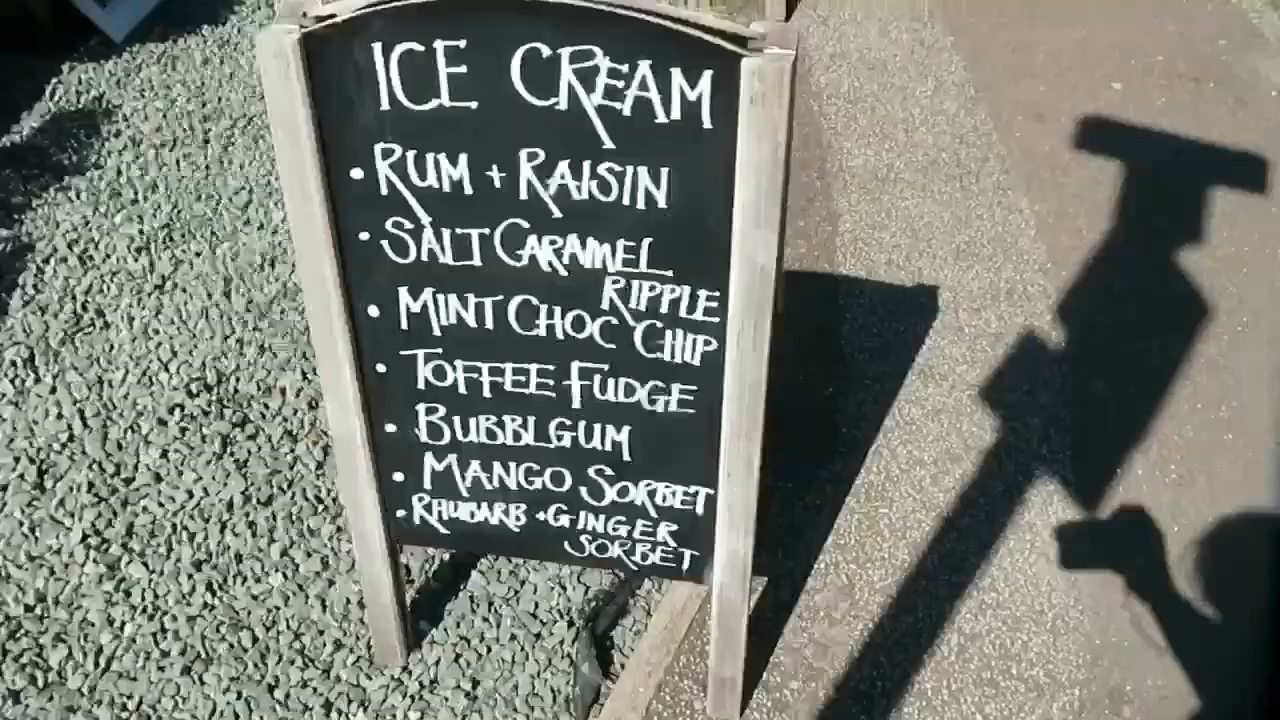 ICE CREAM
• RUM + RAISIN
• SALT CARAMEL
RIPPLE
• MINT CHOC CHIP
• TOFFEE FUDGE
• BUBBLGUM
• MANGO SORBET
• RHUBARB + GINGER
SORBET